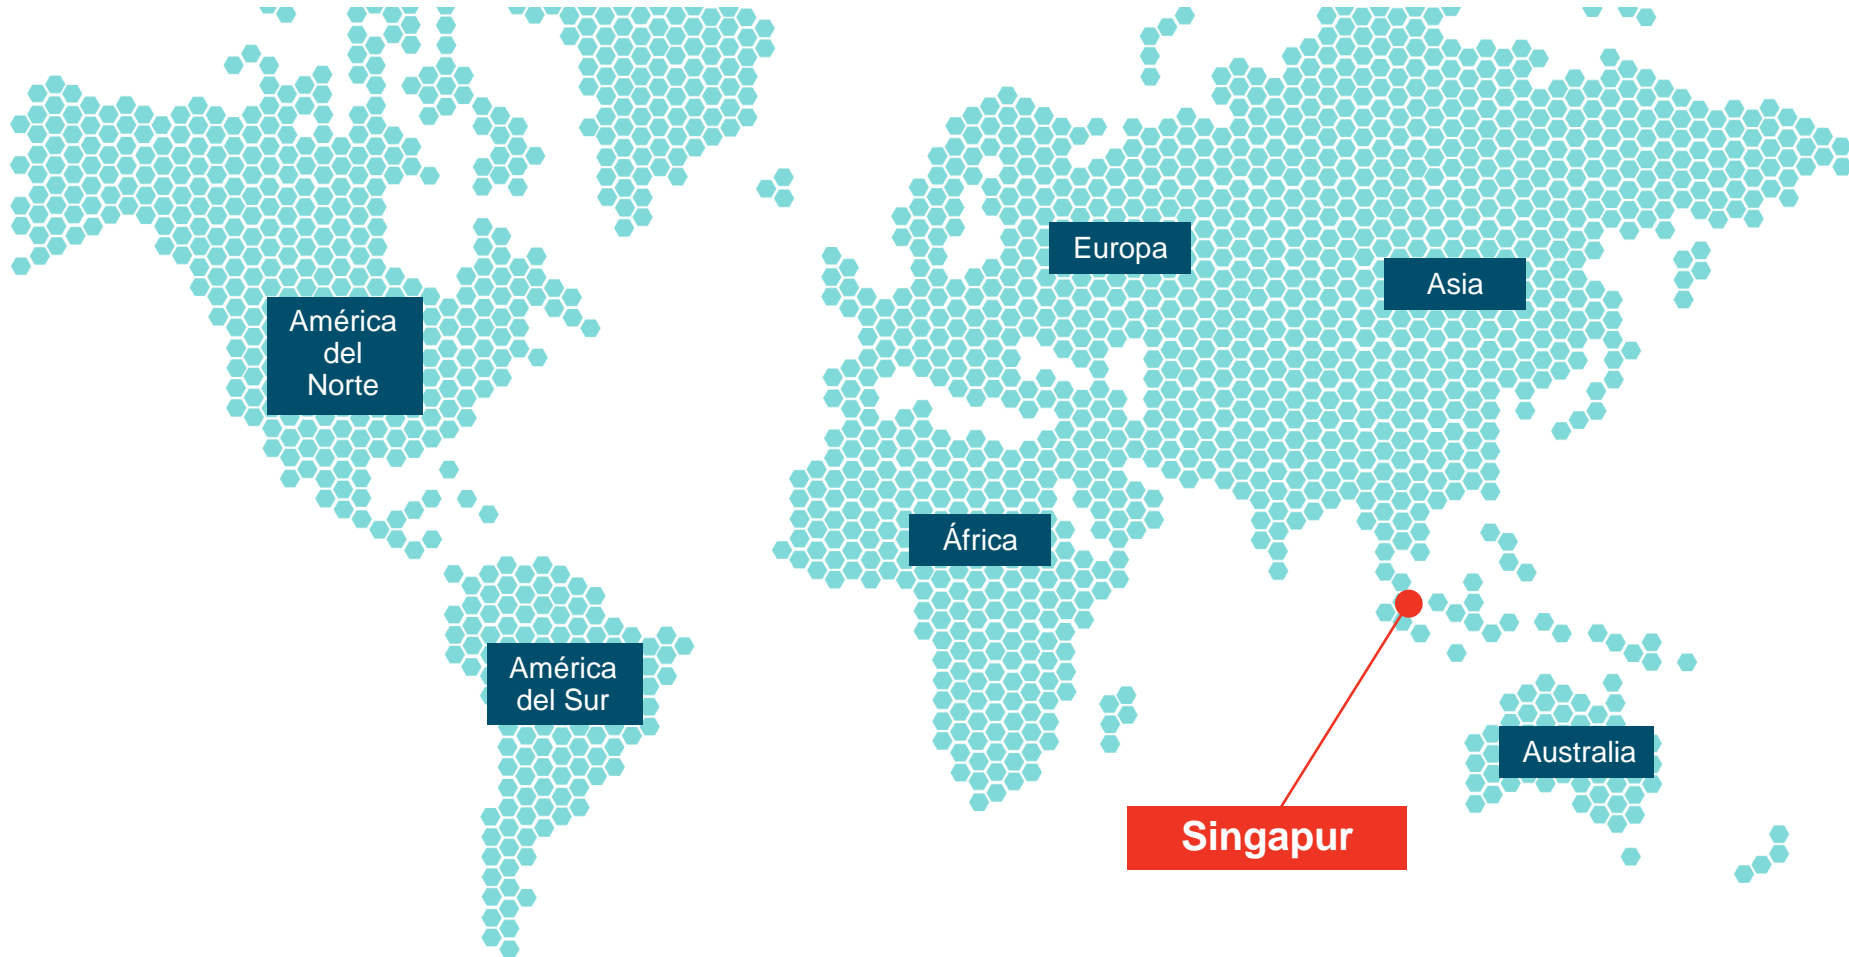 Europa
Asia
América
del
Norte
África
América
del Sur
Australia
Singapur